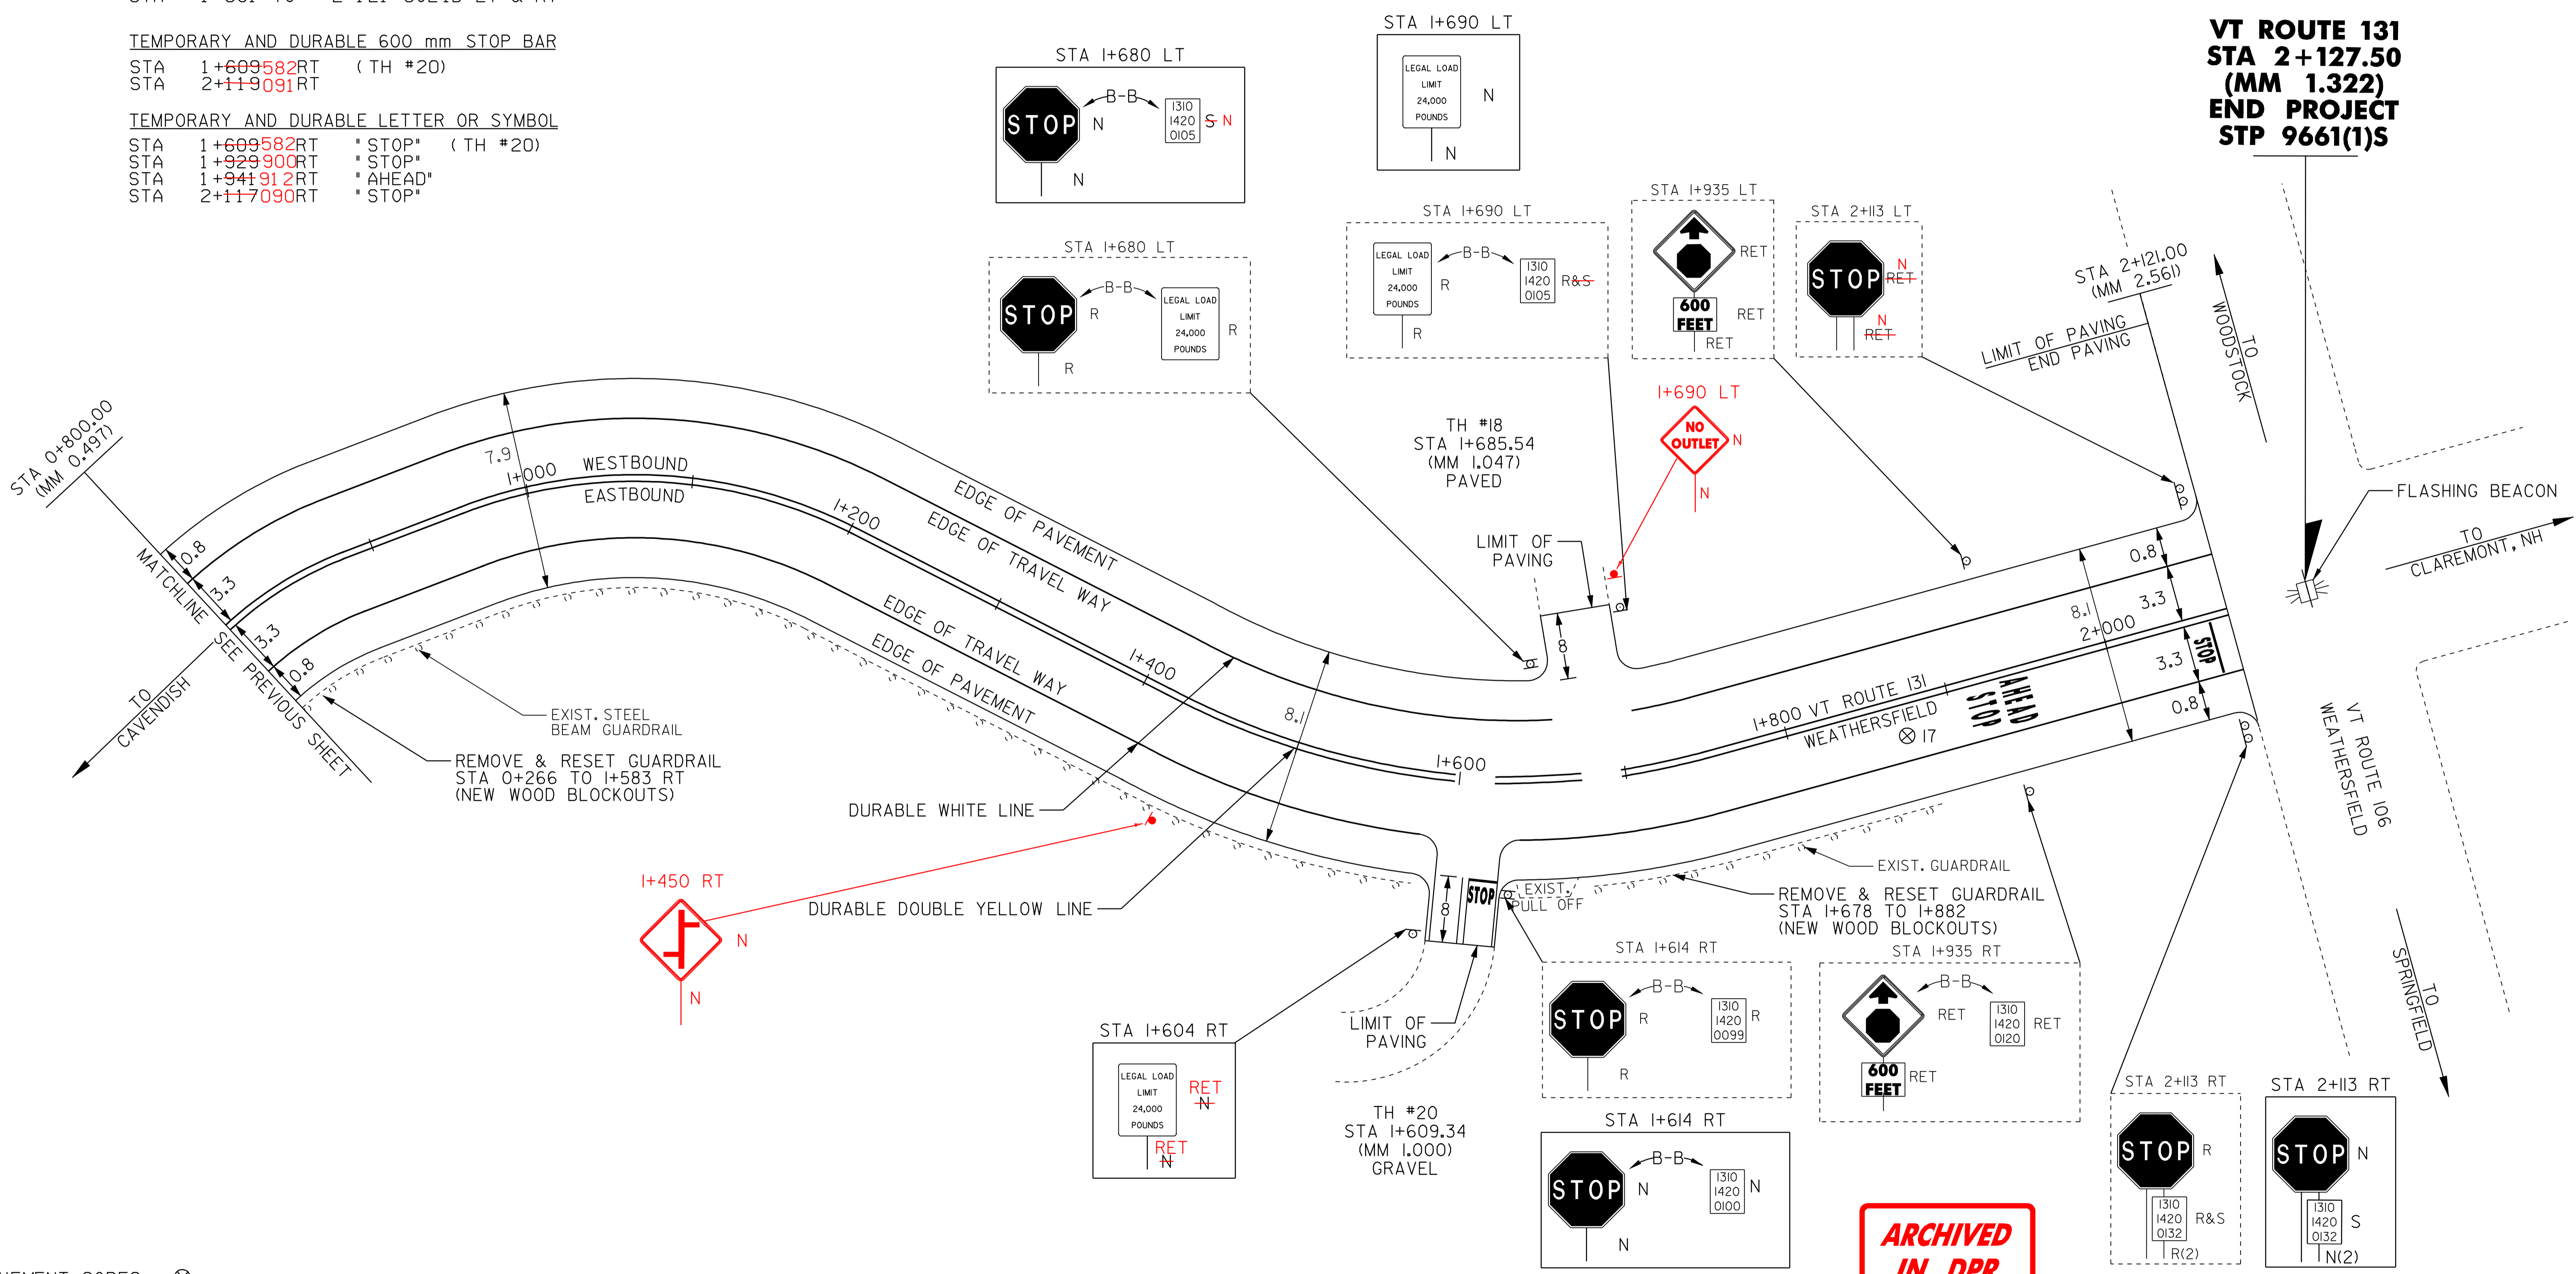 TEMPORARY AND DURABLE 600 mm STOP BAR
STA 1+609 582RT (TH #20)
STA 2+119 091RT
TEMPORARY AND DURABLE LETTER OR SYMBOL
STA 1+609 582RT "STOP" (TH #20)
STA 1+929 900RT "STOP"
STA 1+941 912RT "AHEAD"
STA 2+117 090RT "STOP"
STA 1+680 LT
STOP N
B-B
1310
1420
0105
S N
N
STA 1+690 LT
LEGAL LOAD
LIMIT
24,000
POUNDS
N
N
VT ROUTE 131
STA 2+127.50
(MM 1.322)
END PROJECT
STP 9661(1)S
STA 1+680 LT
STOP R
B-B
LEGAL LOAD
LIMIT
24,000
POUNDS
R
R
STA 1+690 LT
LEGAL LOAD
LIMIT
24,000
POUNDS
R
B-B
1310
1420
0105
R&S
R
STA 1+935 LT
RET
600
FEET
RET
RET
STA 2+113 LT
STOP
N
RET
N
RET
STA 2+121.00
(MM 2.561)
LIMIT OF PAVING
END PAVING
TO
WOODSTOCK
FLASHING BEACON
TO
CLAREMONT, NH
1+690 LT
NO
OUTLET
N
N
TH #18
STA 1+685.54
(MM 1.047)
PAVED
LIMIT OF
PAVING
8
STA 0+800.00
(MM 0.497)
MATCHLINE SEE PREVIOUS SHEET
0.8
3.3
3.3
0.8
TO
CAVENDISH
7.9
1+000
WESTBOUND
EASTBOUND
1+200
EDGE OF PAVEMENT
EDGE OF TRAVEL WAY
EDGE OF TRAVEL WAY
EDGE OF PAVEMENT
1+400
8.1
1+600
1+800 VT ROUTE 131
WEATHERSFIELD
17
AHEAD
STOP
2+000
8.1
0.8
3.3
3.3
0.8
STOP
VT ROUTE 106
WEATHERSFIELD
TO
SPRINGFIELD
EXIST. STEEL
BEAM GUARDRAIL
REMOVE & RESET GUARDRAIL
STA 0+266 TO 1+583 RT
(NEW WOOD BLOCKOUTS)
DURABLE WHITE LINE
DURABLE DOUBLE YELLOW LINE
1+450 RT
N
N
8
STOP
EXIST.
PULL OFF
EXIST. GUARDRAIL
REMOVE & RESET GUARDRAIL
STA 1+678 TO 1+882
(NEW WOOD BLOCKOUTS)
LIMIT OF
PAVING
STA 1+604 RT
LEGAL LOAD
LIMIT
24,000
POUNDS
RET
N
RET
N
TH #20
STA 1+609.34
(MM 1.000)
GRAVEL
STA 1+614 RT
STOP R
B-B
1310
1420
0099
R
R
STA 1+614 RT
STOP N
B-B
1310
1420
0100
N
N
STA 1+935 RT
RET
B-B
1310
1420
0120
RET
600
FEET
RET
STA 2+113 RT
STOP R
1310
1420
0132
R&S
R(2)
STA 2+113 RT
STOP N
1310
1420
0132
S
N(2)
ARCHIVED
IN DPR